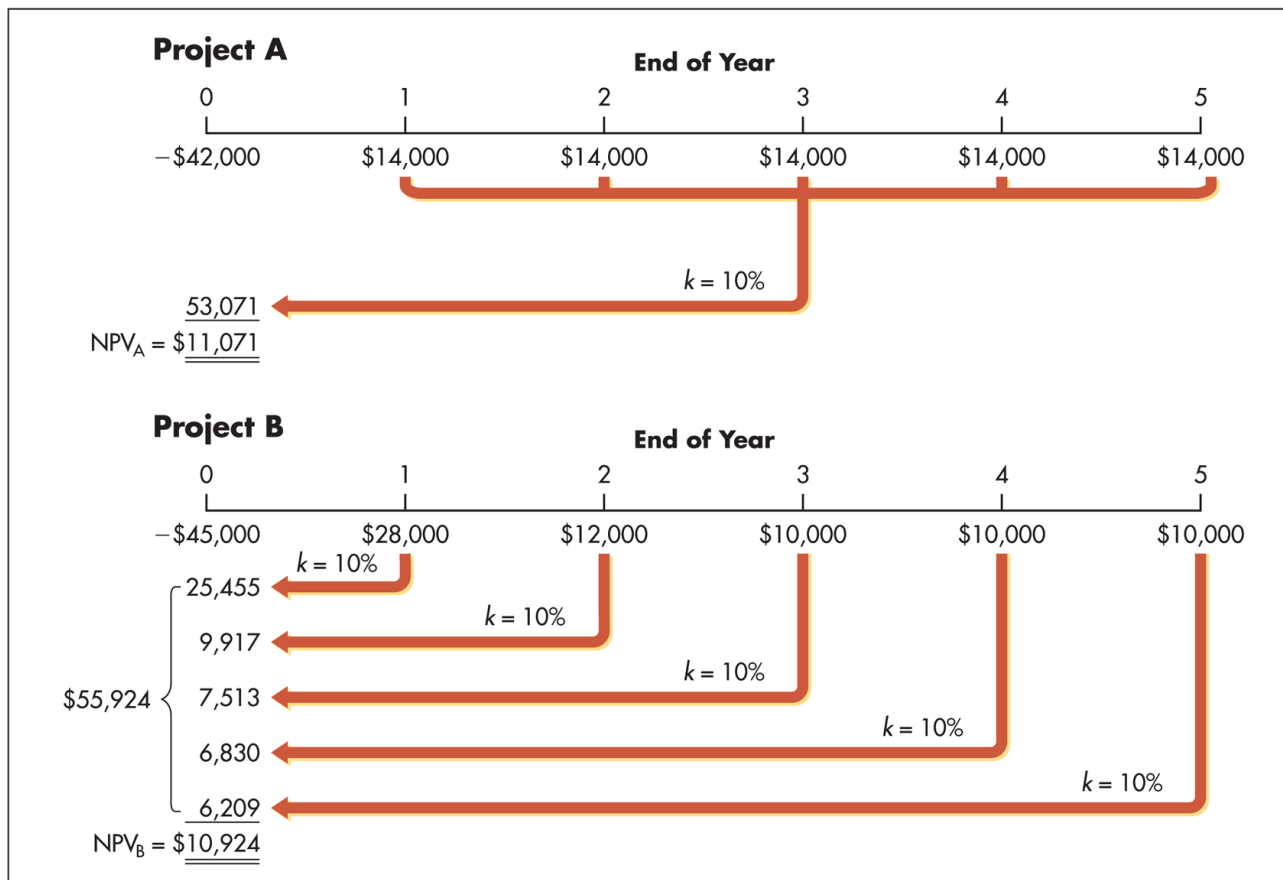 Project A
End of Year
0 1 2 3 4 5
−$42,000 $14,000 $14,000 $14,000 $14,000 $14,000
k = 10%
53,071
NPVA = $11,071
Project B
End of Year
0 1 2 3 4 5
−$45,000 $28,000 $12,000 $10,000 $10,000 $10,000
k = 10%
25,455
k = 10%
9,917
k = 10%
$55,924 7,513
k = 10%
6,830
k = 10%
6,209
NPVB = $10,924